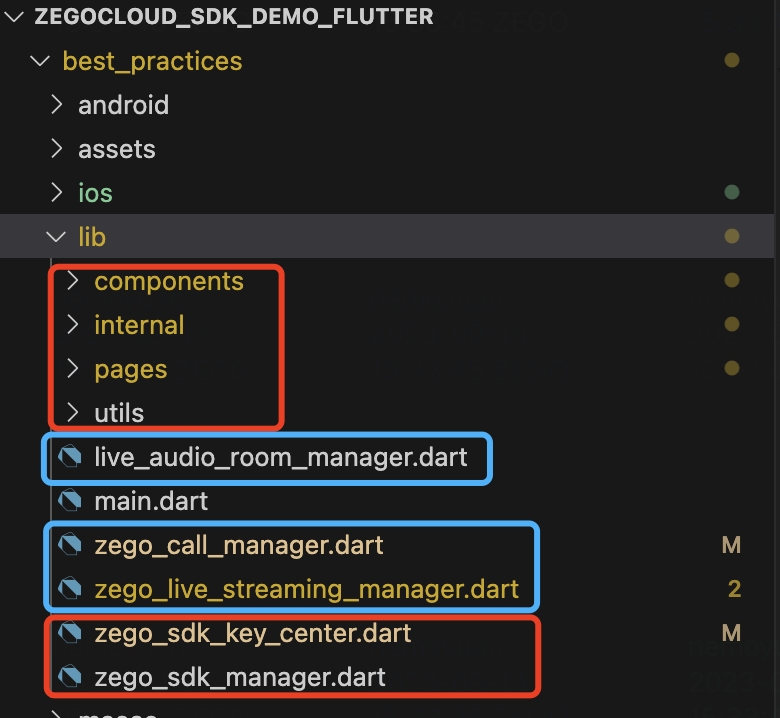 ZEGOCLOUD_SDK_DEMO_FLUTTER
best_practices
android
assets
ios
lib
components
internal
pages
utils
live_audio_room_manager.dart
main.dart
zego_call_manager.dart M
zego_live_streaming_manager.dart 2
zego_sdk_key_center.dart M
zego_sdk_manager.dart